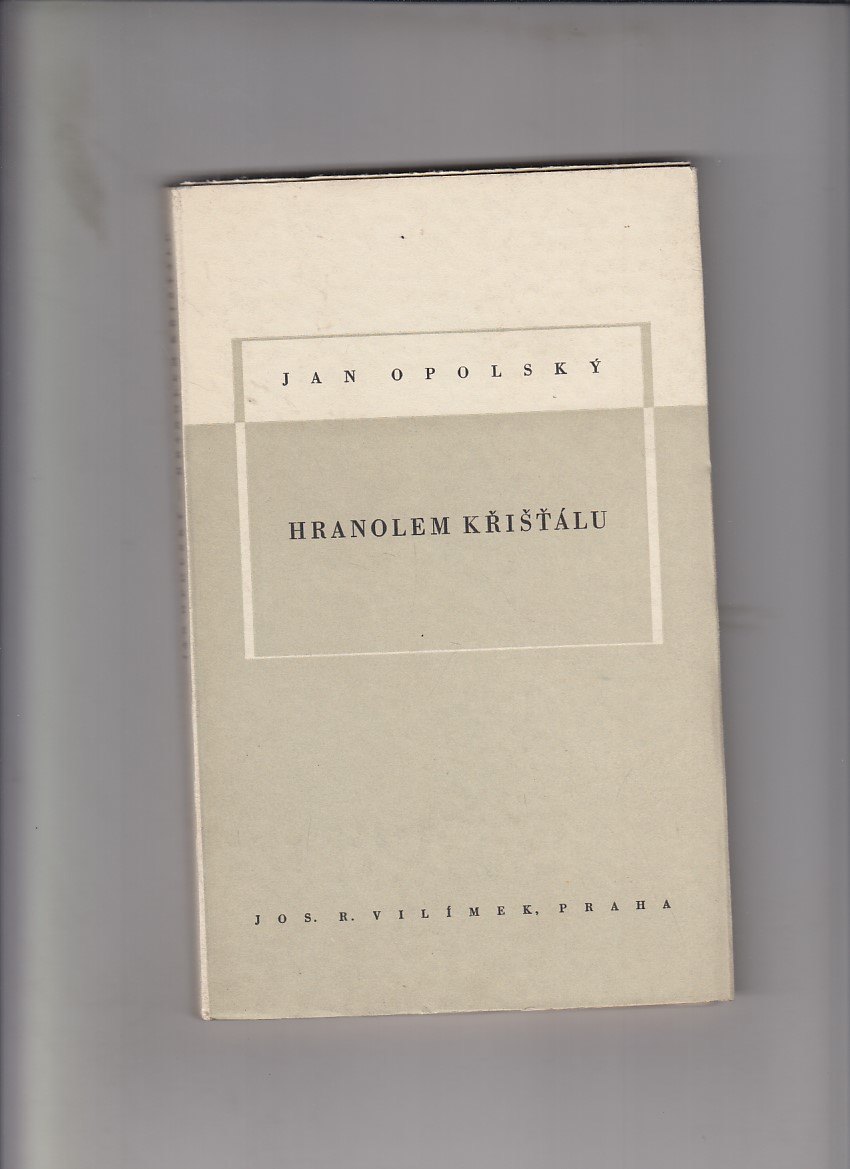 JAN OPOLSKÝ
HRANOLEM KŘIŠŤÁLU
JOS. R. VILÍMEK, PRAHA